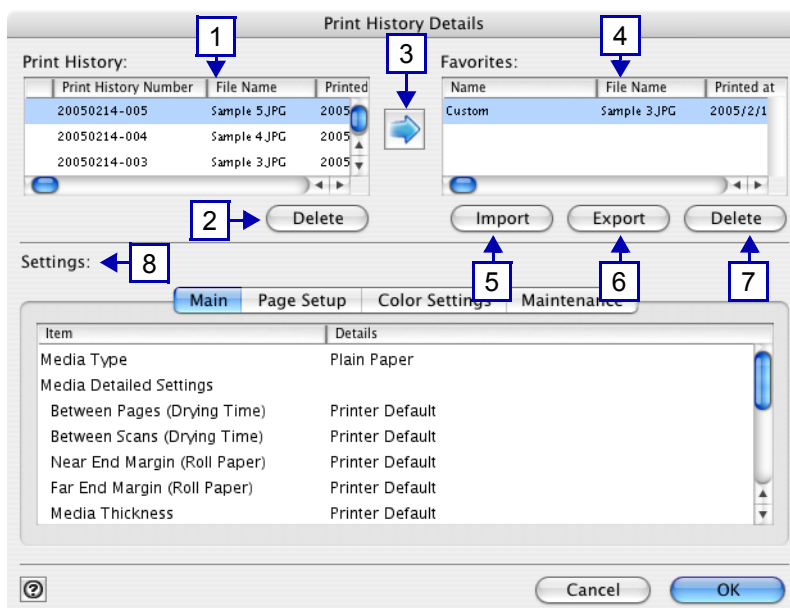 Print History Details
1
3
4
Print History:
Favorites:
Print History Number File Name Printed
20050214-005 Sample 5.JPG 2005
20050214-004 Sample 4.JPG 2005
20050214-003 Sample 3.JPG 2005
Name File Name Printed at
Custom Sample 3.JPG 2005/2/1
2 Delete
Import Export Delete
5 6 7
Settings: 8
Main Page Setup Color Settings Maintenance
Item Details
Media Type Plain Paper
Media Detailed Settings
Between Pages (Drying Time) Printer Default
Between Scans (Drying Time) Printer Default
Near End Margin (Roll Paper) Printer Default
Far End Margin (Roll Paper) Printer Default
Media Thickness Printer Default
? Cancel OK